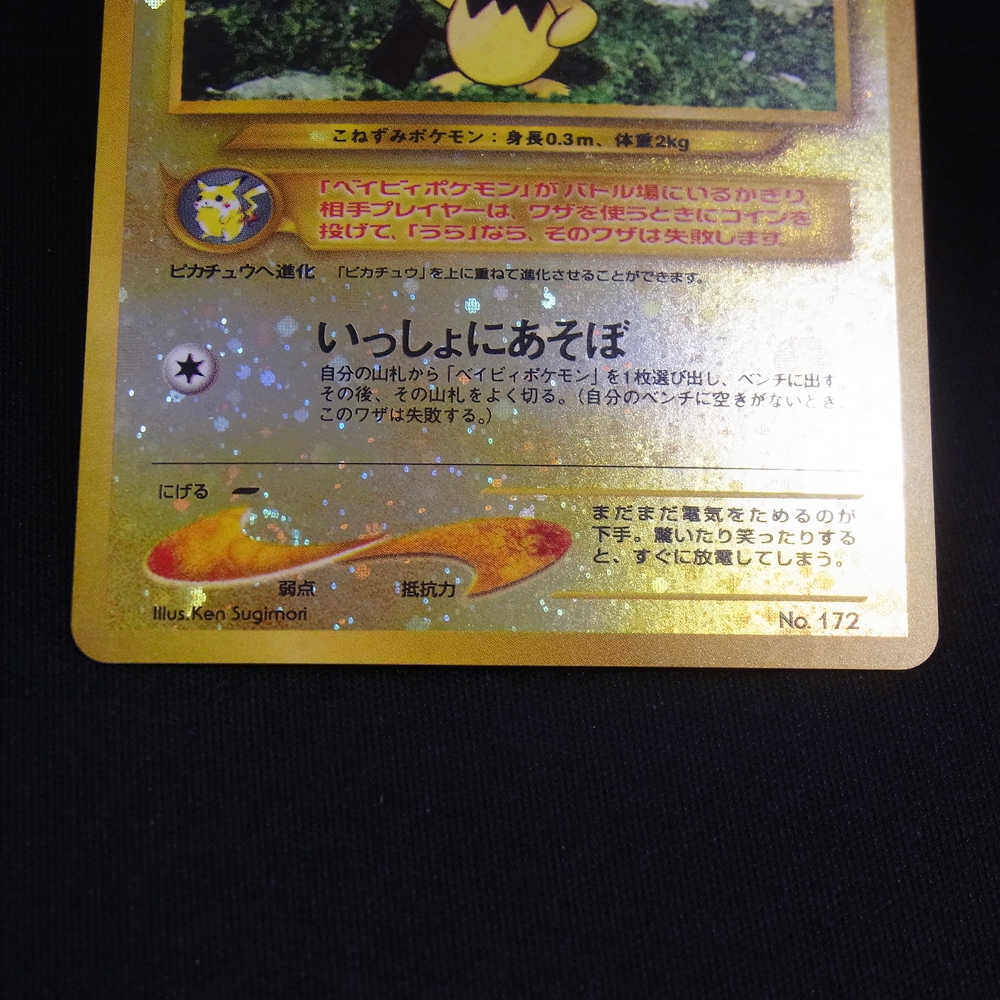 こねずみポケモン：身長0.3m、体重2kg
「ベイビィポケモン」がバトル場にいるかぎり、
相手プレイヤーは、ワザを使うときにコインを
投げて、「うら」なら、そのワザは失敗します。
ピカチュウへ進化 「ピカチュウ」を上に重ねて進化させることができます。
いっしょにあそぼ
自分の山札から「ベイビィポケモン」を1枚選び出し、ベンチに出す。
その後、その山札をよく切る。（自分のベンチに空きがないとき、
このワザは失敗する。）
にげる
まだまだ電気をためるのが
下手。驚いたり笑ったりする
と、すぐに放電してしまう。
弱点 抵抗力
Illus.Ken Sugimori No. 172